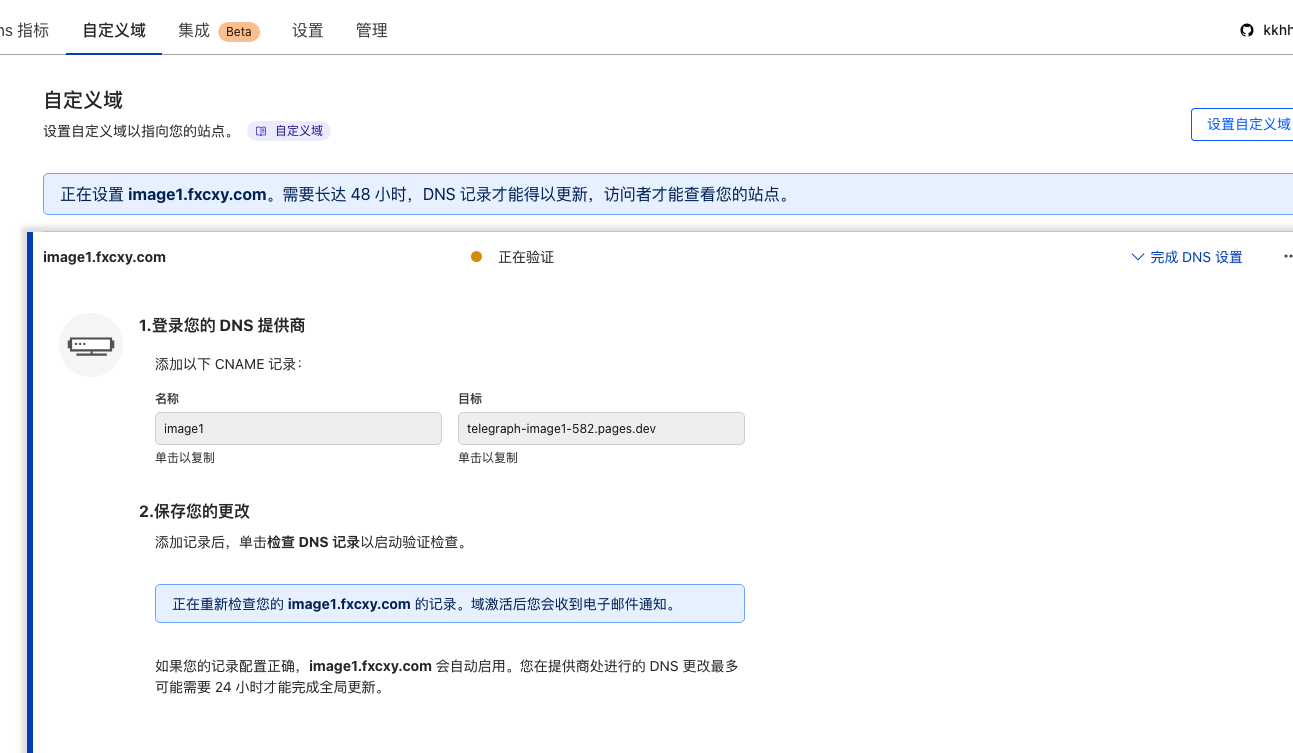 ns 指标 自定义域 集成 Beta 设置 管理 kkhh
自定义域
设置自定义域以指向您的站点。 自定义域
设置自定义域
正在设置 image1.fxcxy.com。需要长达 48 小时，DNS 记录才能得以更新，访问者才能查看您的站点。
image1.fxcxy.com 正在验证 完成 DNS 设置
1.登录您的 DNS 提供商
添加以下 CNAME 记录：
名称 目标
image1 telegraph-image1-582.pages.dev
单击以复制 单击以复制
2.保存您的更改
添加记录后，单击检查 DNS 记录以启动验证检查。
正在重新检查您的 image1.fxcxy.com 的记录。域激活后您会收到电子邮件通知。
如果您的记录配置正确，image1.fxcxy.com 会自动启用。您在提供商处进行的 DNS 更改最多
可能需要 24 小时才能完成全局更新。